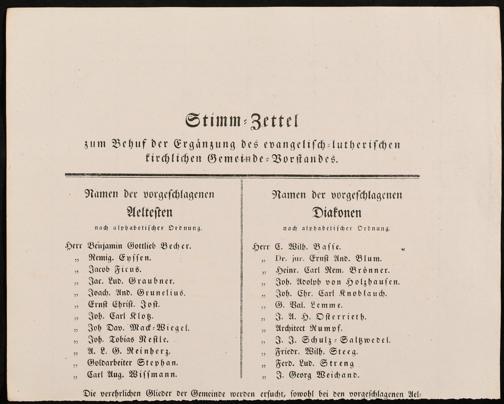 Stimm-Zettel
zum Behuf der Ergänzung des evangelisch-lutherischen
kirchlichen Gemeinde-Vorstandes.
Namen der vorgeschlagenen
Aeltesten
nach alphabetischer Ordnung.
Herr Benjamin Gottlieb Becher.
„ Remig. Eyssen.
„ Jacob Ficus.
„ Jac. Lud. Graubner.
„ Joach. And. Grunelius.
„ Ernst Christ. Jost.
„ Joh. Carl Klotz.
„ Joh Dav. Mack-Wiegel.
„ Joh. Tobias Nestle.
„ A. L. G. Reinherz.
„ Goldarbeiter Stephan.
„ Carl Aug. Wissmann.
Namen der vorgeschlagenen
Diakonen
nach alphabetischer Ordnung.
Herr C. Wilh. Basse.
„ Dr. jur. Ernst And. Blum.
„ Heinr. Carl Rem. Brönner.
„ Joh. Adolph von Holzhausen.
„ Joh. Chr. Carl Knoblauch.
„ G. Val. Lemme.
„ J. A. H. Osterrieth.
„ Architect Rumpf.
„ J. J. Schulz-Saltzwedel.
„ Friedr. Wilh. Steeg.
„ Ferd. Lud. Streng
„ J. Georg Weichand.
Die verehrlichen Glieder der Gemeinde werden ersucht, sowohl bei den vorgeschlagenen Ael-